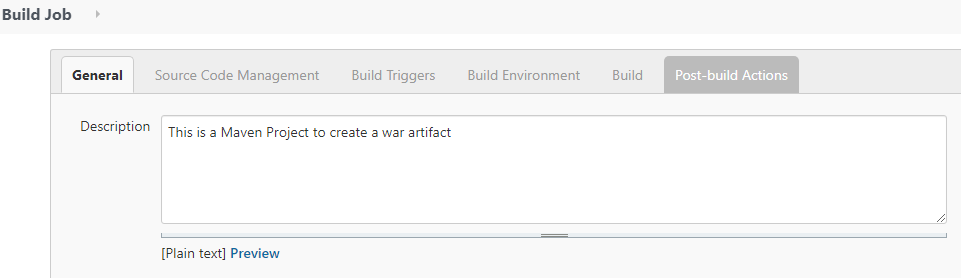 Build Job
General Source Code Management Build Triggers Build Environment Build Post-build Actions
Description This is a Maven Project to create a war artifact
[Plain text] Preview